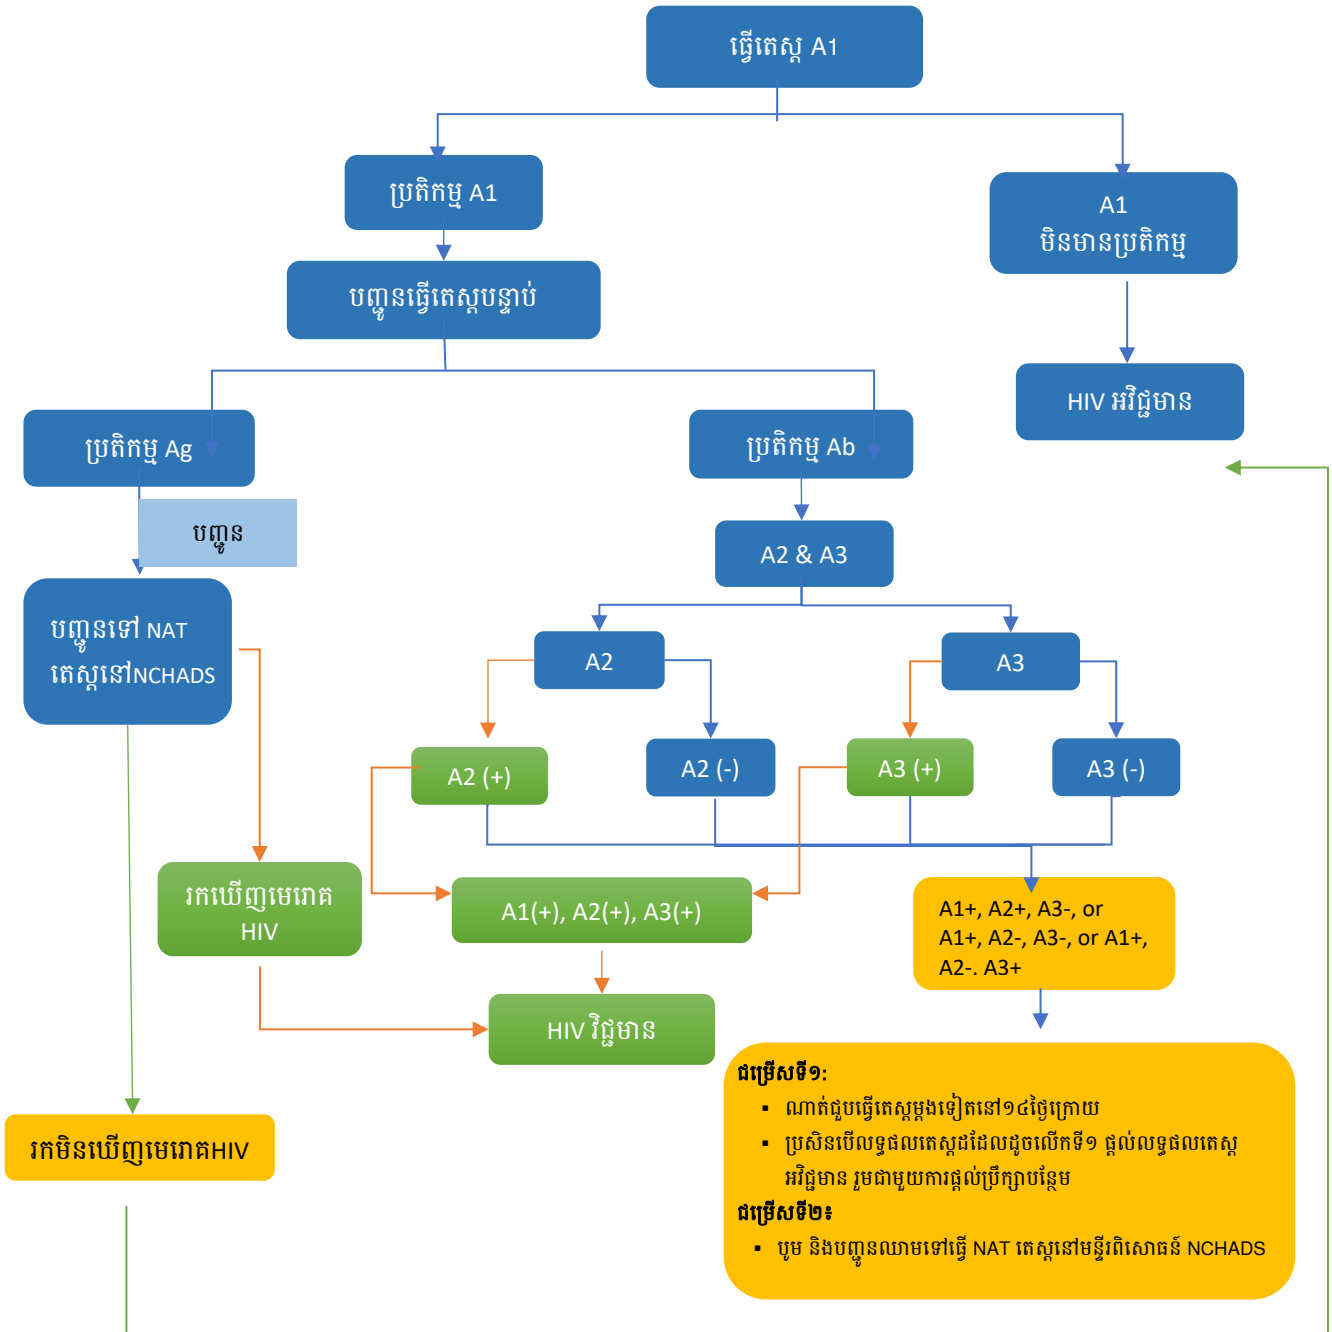 ធ្វើតេស្ត A1
ប្រតិកម្ម A1
A1
មិនមានប្រតិកម្ម
បញ្ជូនធ្វើតេស្តបន្ទាប់
HIV អវិជ្ជមាន
ប្រតិកម្ម Ag
ប្រតិកម្ម Ab
បញ្ជូន
A2 & A3
បញ្ជូនទៅ NAT
តេស្តនៅNCHADS
A2
A3
A2 (+)
A2 (-)
A3 (+)
A3 (-)
រកឃើញមេរោគ
HIV
A1(+), A2(+), A3(+)
A1+, A2+, A3-, or
A1+, A2-, A3-, or A1+,
A2-. A3+
HIV វិជ្ជមាន
រកមិនឃើញមេរោគHIV
ជម្រើសទី១:
▪ ណាត់ជួបធ្វើតេស្តម្តងទៀតនៅ១៤ថ្ងៃក្រោយ
▪ ប្រសិនបើលទ្ធផលតេស្តដដែលដូចលើកទី១ ផ្តល់លទ្ធផលតេស្ត
អវិជ្ជមាន រួមជាមួយការផ្តល់ប្រឹក្សាបន្ថែម
ជម្រើសទី២៖
▪ បូម និងបញ្ជូនឈាមទៅធ្វើ NAT តេស្តនៅមន្ទីរពិសោធន៍ NCHADS